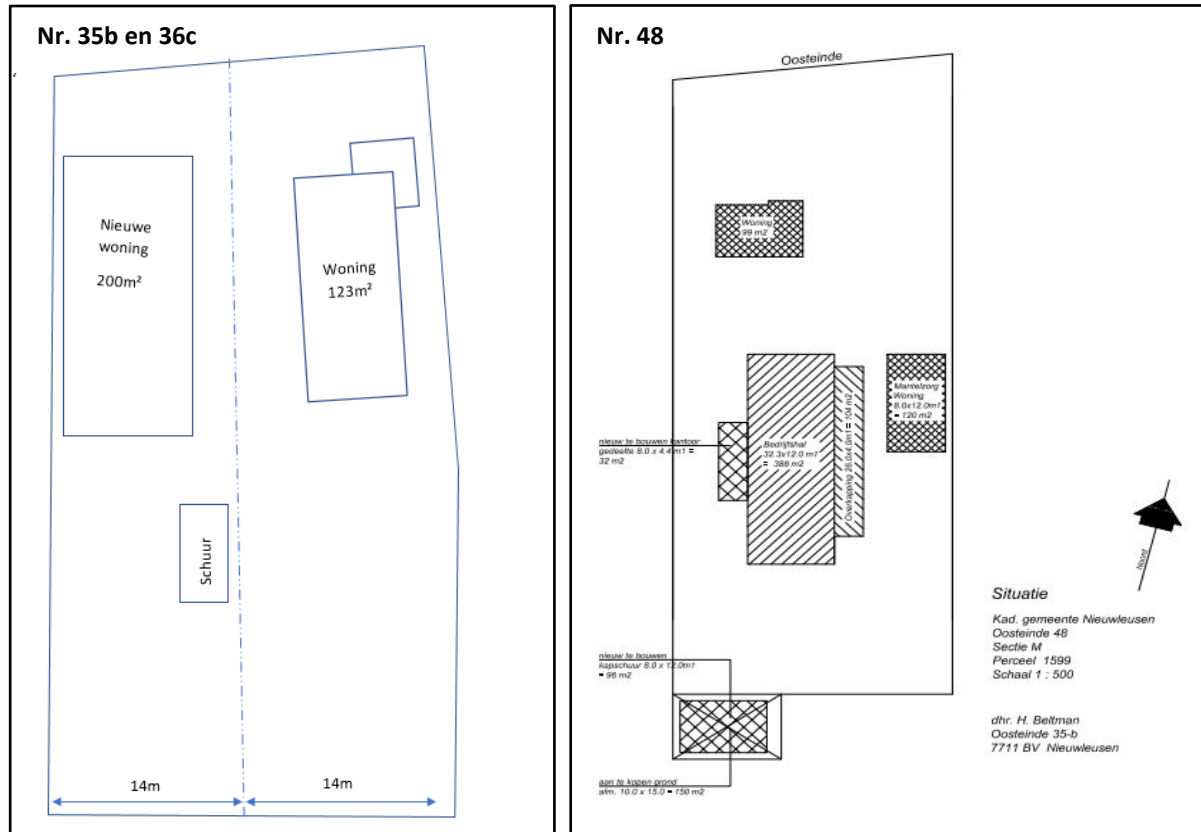 Nr. 35b en 36c
Nieuwe
woning
200m²
Woning
123m²
Schuur
14m
14m
Nr. 48
Oosteinde
Woning
99 m2
Mantelzorg
Woning
8.0x12.0m1
= 120 m2
nieuw te bouwen kantoor
gedeelte 8.0 x 4.4 m1 =
32 m2
Bedrijfshal
32.3x12.0 m1
= 388 m2
Overkapping 26.0x4.0m1 = 104 m2
Noord
Situatie
Kad. gemeente Nieuwleusen
Oosteinde 48
Sectie M
Perceel 1599
Schaal 1 : 500
nieuw te bouwen
kapschuur 8.0 x 12.0m1
= 96 m2
dhr. H. Beltman
Oosteinde 35-b
7711 BV Nieuwleusen
aan te kopen grond
afm. 10.0 x 15.0 = 150 m2